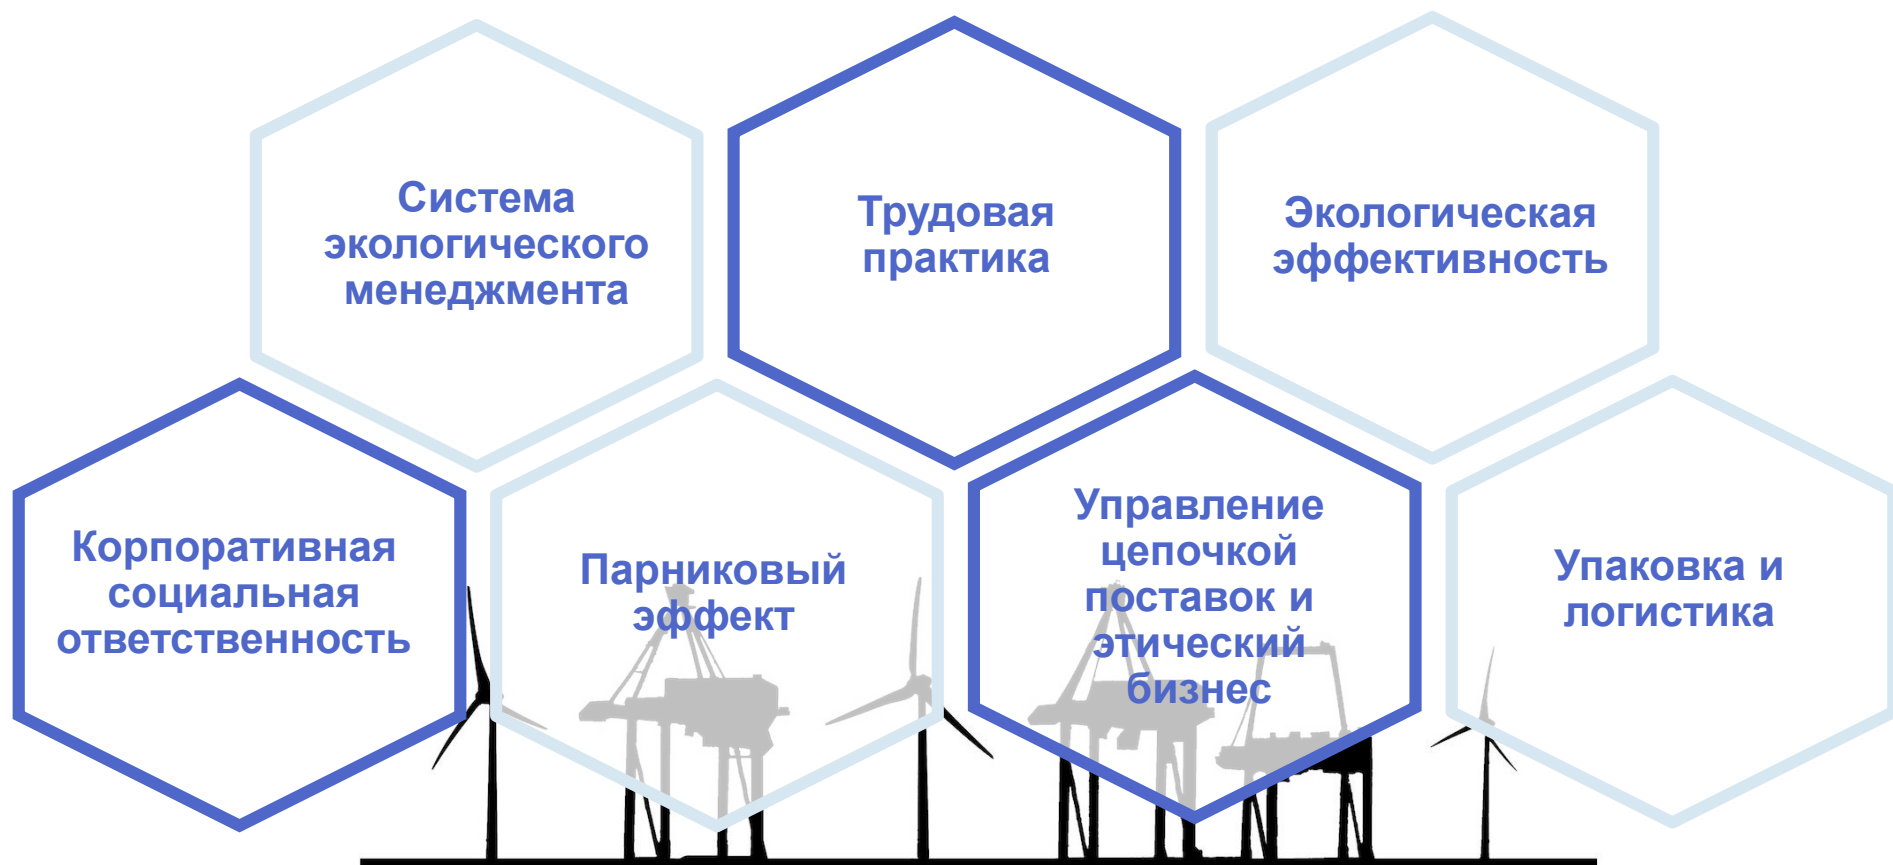 Система
экологического
менеджмента
Трудовая
практика
Экологическая
эффективность
Корпоративная
социальная
ответственность
Парниковый
эффект
Управление
цепочкой
поставок и
этический
бизнес
Упаковка и
логистика